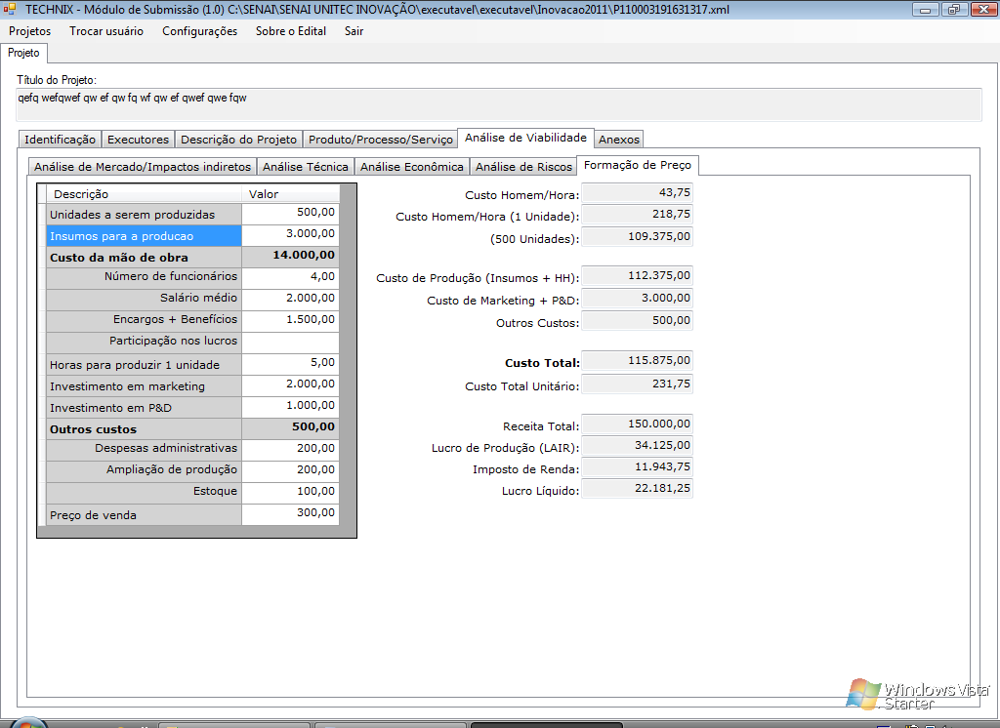 TECHNIX - Módulo de Submissão (1.0) C:\SENAI\SENAI UNITEC INOVAÇÃO\executavel\executavel\Inovacao2011\P110003191631317.xml
Projetos Trocar usuário Configurações Sobre o Edital Sair
Projeto
Título do Projeto:
qefq wefqwef qw ef qw fq wf qw ef qwef qwe fqw
Identificação Executores Descrição do Projeto Produto/Processo/Serviço Análise de Viabilidade Anexos
Análise de Mercado/Impactos indiretos Análise Técnica Análise Econômica Análise de Riscos Formação de Preço
Descrição Valor
Unidades a serem produzidas 500,00
Insumos para a producao 3.000,00
Custo da mão de obra 14.000,00
Número de funcionários 4,00
Salário médio 2.000,00
Encargos + Benefícios 1.500,00
Participação nos lucros
Horas para produzir 1 unidade 5,00
Investimento em marketing 2.000,00
Investimento em P&D 1.000,00
Outros custos 500,00
Despesas administrativas 200,00
Ampliação de produção 200,00
Estoque 100,00
Preço de venda 300,00
Custo Homem/Hora: 43,75
Custo Homem/Hora (1 Unidade): 218,75
(500 Unidades): 109.375,00
Custo de Produção (Insumos + HH): 112.375,00
Custo de Marketing + P&D: 3.000,00
Outros Custos: 500,00
Custo Total: 115.875,00
Custo Total Unitário: 231,75
Receita Total: 150.000,00
Lucro de Produção (LAIR): 34.125,00
Imposto de Renda: 11.943,75
Lucro Líquido: 22.181,25
Windows Vista
Starter